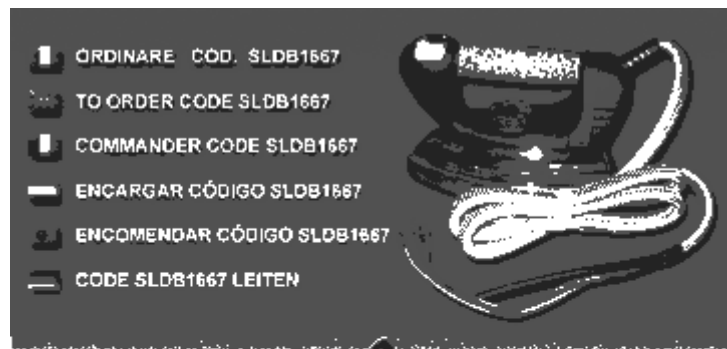 ORDINARE COD. SLDB1667
TO ORDER CODE SLDB1667
COMMANDER CODE SLDB1667
ENCARGAR CÓDIGO SLDB1667
ENCOMENDAR CÓDIGO SLDB1667
CODE SLDB1667 LEITEN